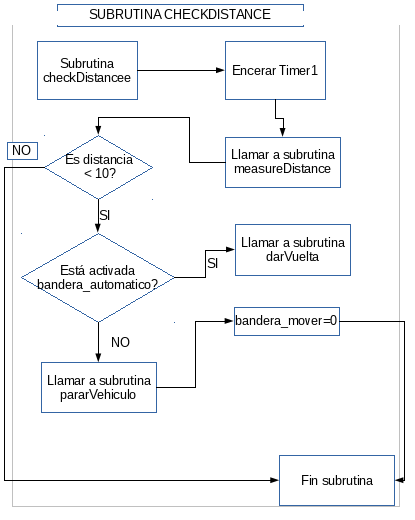 SUBRUTINA CHECKDISTANCE
Subrutina
checkDistancee
Encerar Timer1
Llamar a subrutina
measureDistance
NO
Es distancia
< 10?
SI
Llamar a subrutina
darVuelta
SI
Está activada
bandera_automatico?
NO
bandera_mover=0
Llamar a subrutina
pararVehiculo
Fin subrutina